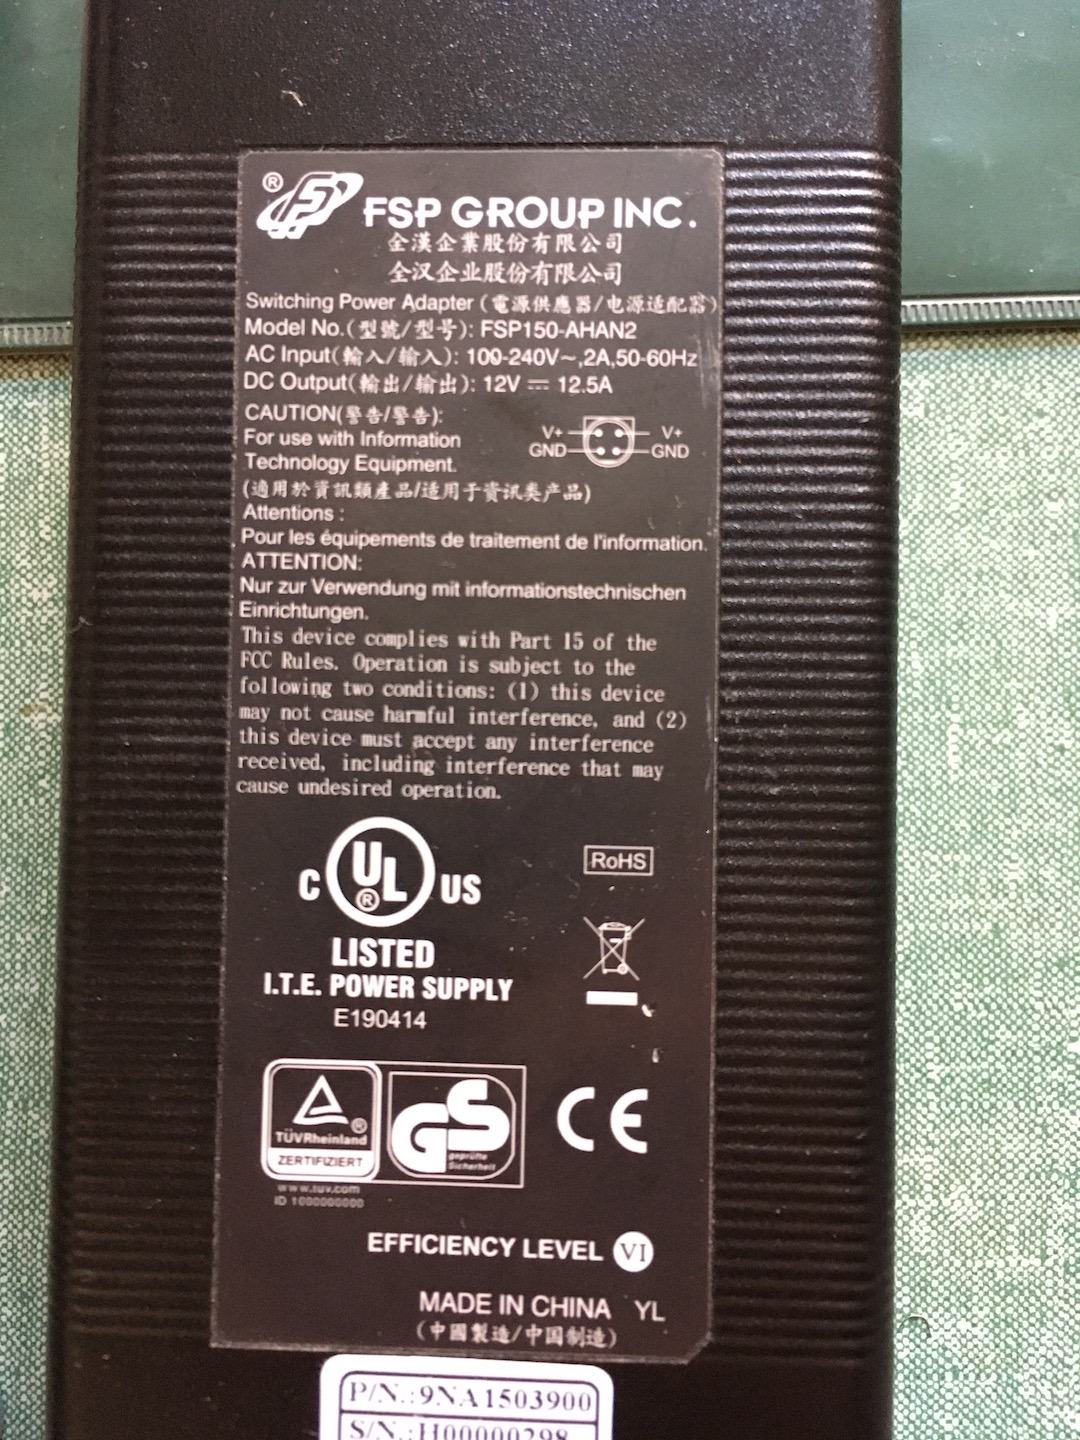 ® FSP GROUP INC.
全漢企業股份有限公司
全汉企业股份有限公司
Switching Power Adapter (電源供應器/电源适配器)
Model No.(型號/型号): FSP150-AHAN2
AC Input(輸入/输入): 100-240V~,2A,50-60Hz
DC Output(輸出/输出): 12V ⎓ 12.5A
CAUTION(警告/警告):
For use with Information
Technology Equipment.
V+ V+
GND GND
(適用於資訊類產品/适用于资讯类产品)
Attentions :
Pour les équipements de traitement de l'information.
ATTENTION:
Nur zur Verwendung mit informationstechnischen
Einrichtungen.
This device complies with Part 15 of the
FCC Rules. Operation is subject to the
following two conditions: (1) this device
may not cause harmful interference, and (2)
this device must accept any interference
received, including interference that may
cause undesired operation.
C UL ® US
LISTED
I.T.E. POWER SUPPLY
E190414
RoHS
TÜVRheinland ®
ZERTIFIZIERT
www.tuv.com
ID 1000000000
GS
geprüfte
Sicherheit
CE
EFFICIENCY LEVEL VI
MADE IN CHINA YL
(中國製造/中国制造)
P/N.:9NA1503900
S/N.:H00000298